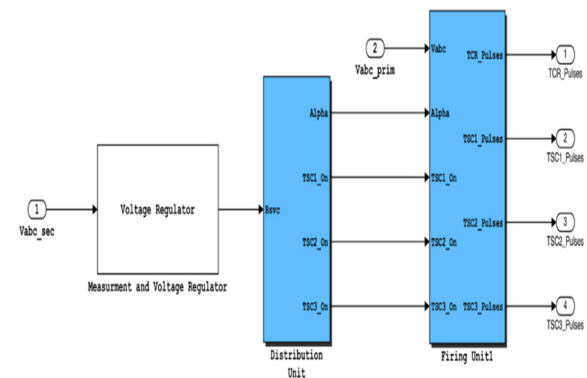 2
Vabc_prim
Vabc
TCR_Pulses
1
TCR_Pulses
Alpha
Alpha
TSC1_Pulses
2
TSC1_Pulses
TSC1_On
TSC1_On
1
Vabc_sec
Voltage Regulator
Measurment and Voltage Regulator
Bsvc
TSC2_Pulses
3
TSC2_Pulses
TSC2_On
TSC2_On
TSC3_On
TSC3_On
TSC3_Pulses
4
TSC3_Pulses
Distribution
Unit
Firing Unit1